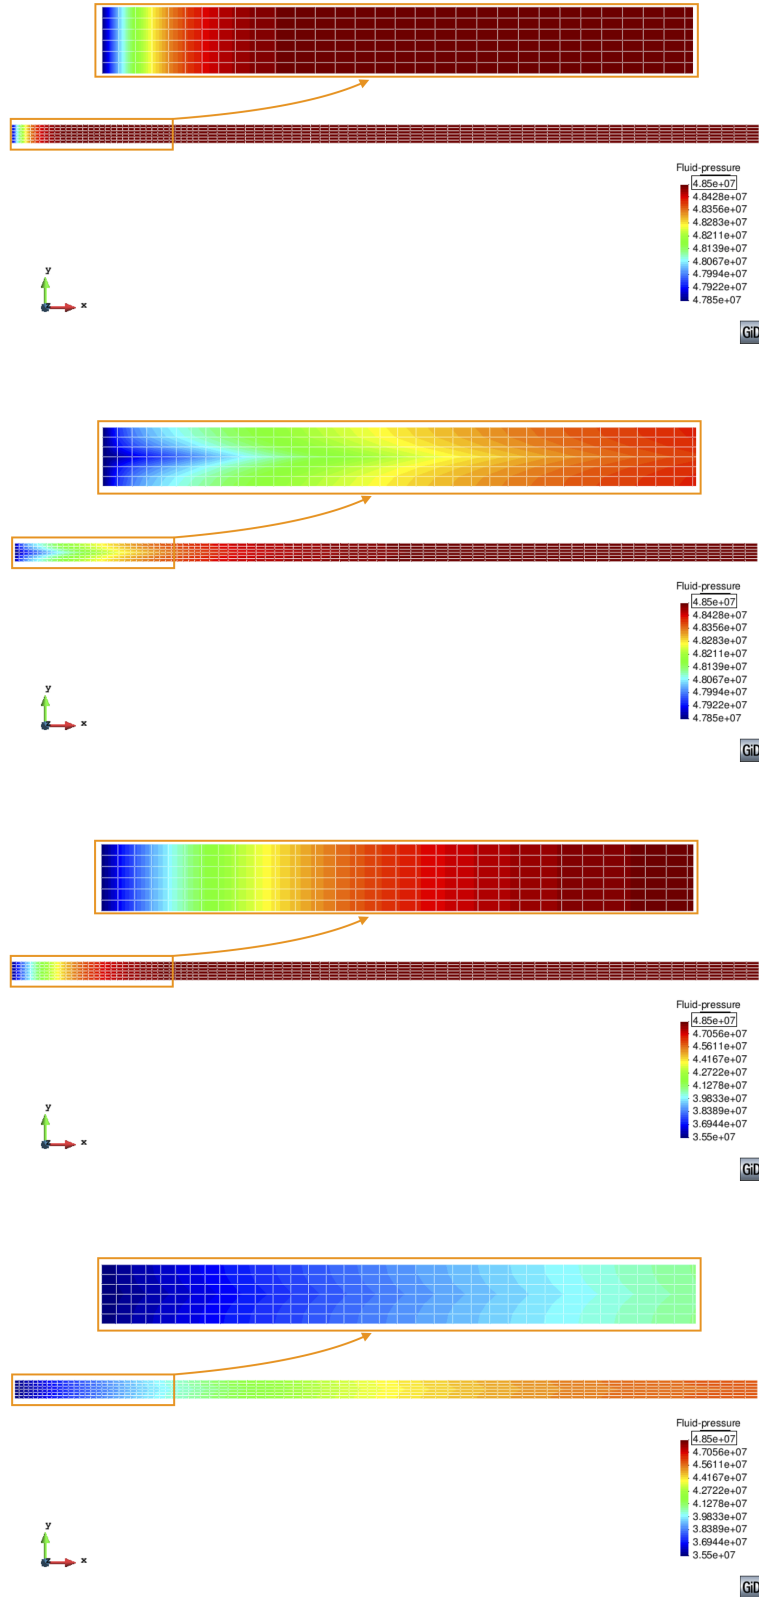 Fluid-pressure
4.85e+07
4.8428e+07
4.8356e+07
4.8283e+07
4.8211e+07
4.8139e+07
4.8067e+07
4.7994e+07
4.7922e+07
4.785e+07
y
x
GiD
Fluid-pressure
4.85e+07
4.8428e+07
4.8356e+07
4.8283e+07
4.8211e+07
4.8139e+07
4.8067e+07
4.7994e+07
4.7922e+07
4.785e+07
y
x
GiD
Fluid-pressure
4.85e+07
4.7056e+07
4.5611e+07
4.4167e+07
4.2722e+07
4.1278e+07
3.9833e+07
3.8389e+07
3.6944e+07
3.55e+07
y
x
GiD
Fluid-pressure
4.85e+07
4.7056e+07
4.5611e+07
4.4167e+07
4.2722e+07
4.1278e+07
3.9833e+07
3.8389e+07
3.6944e+07
3.55e+07
y
x
GiD